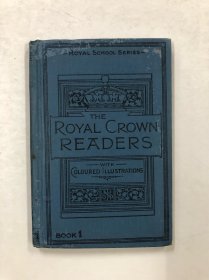 ROYAL SCHOOL SERIES
THE
ROYAL CROWN
READERS
WITH
COLOURED ILLUSTRATIONS
BOOK 1